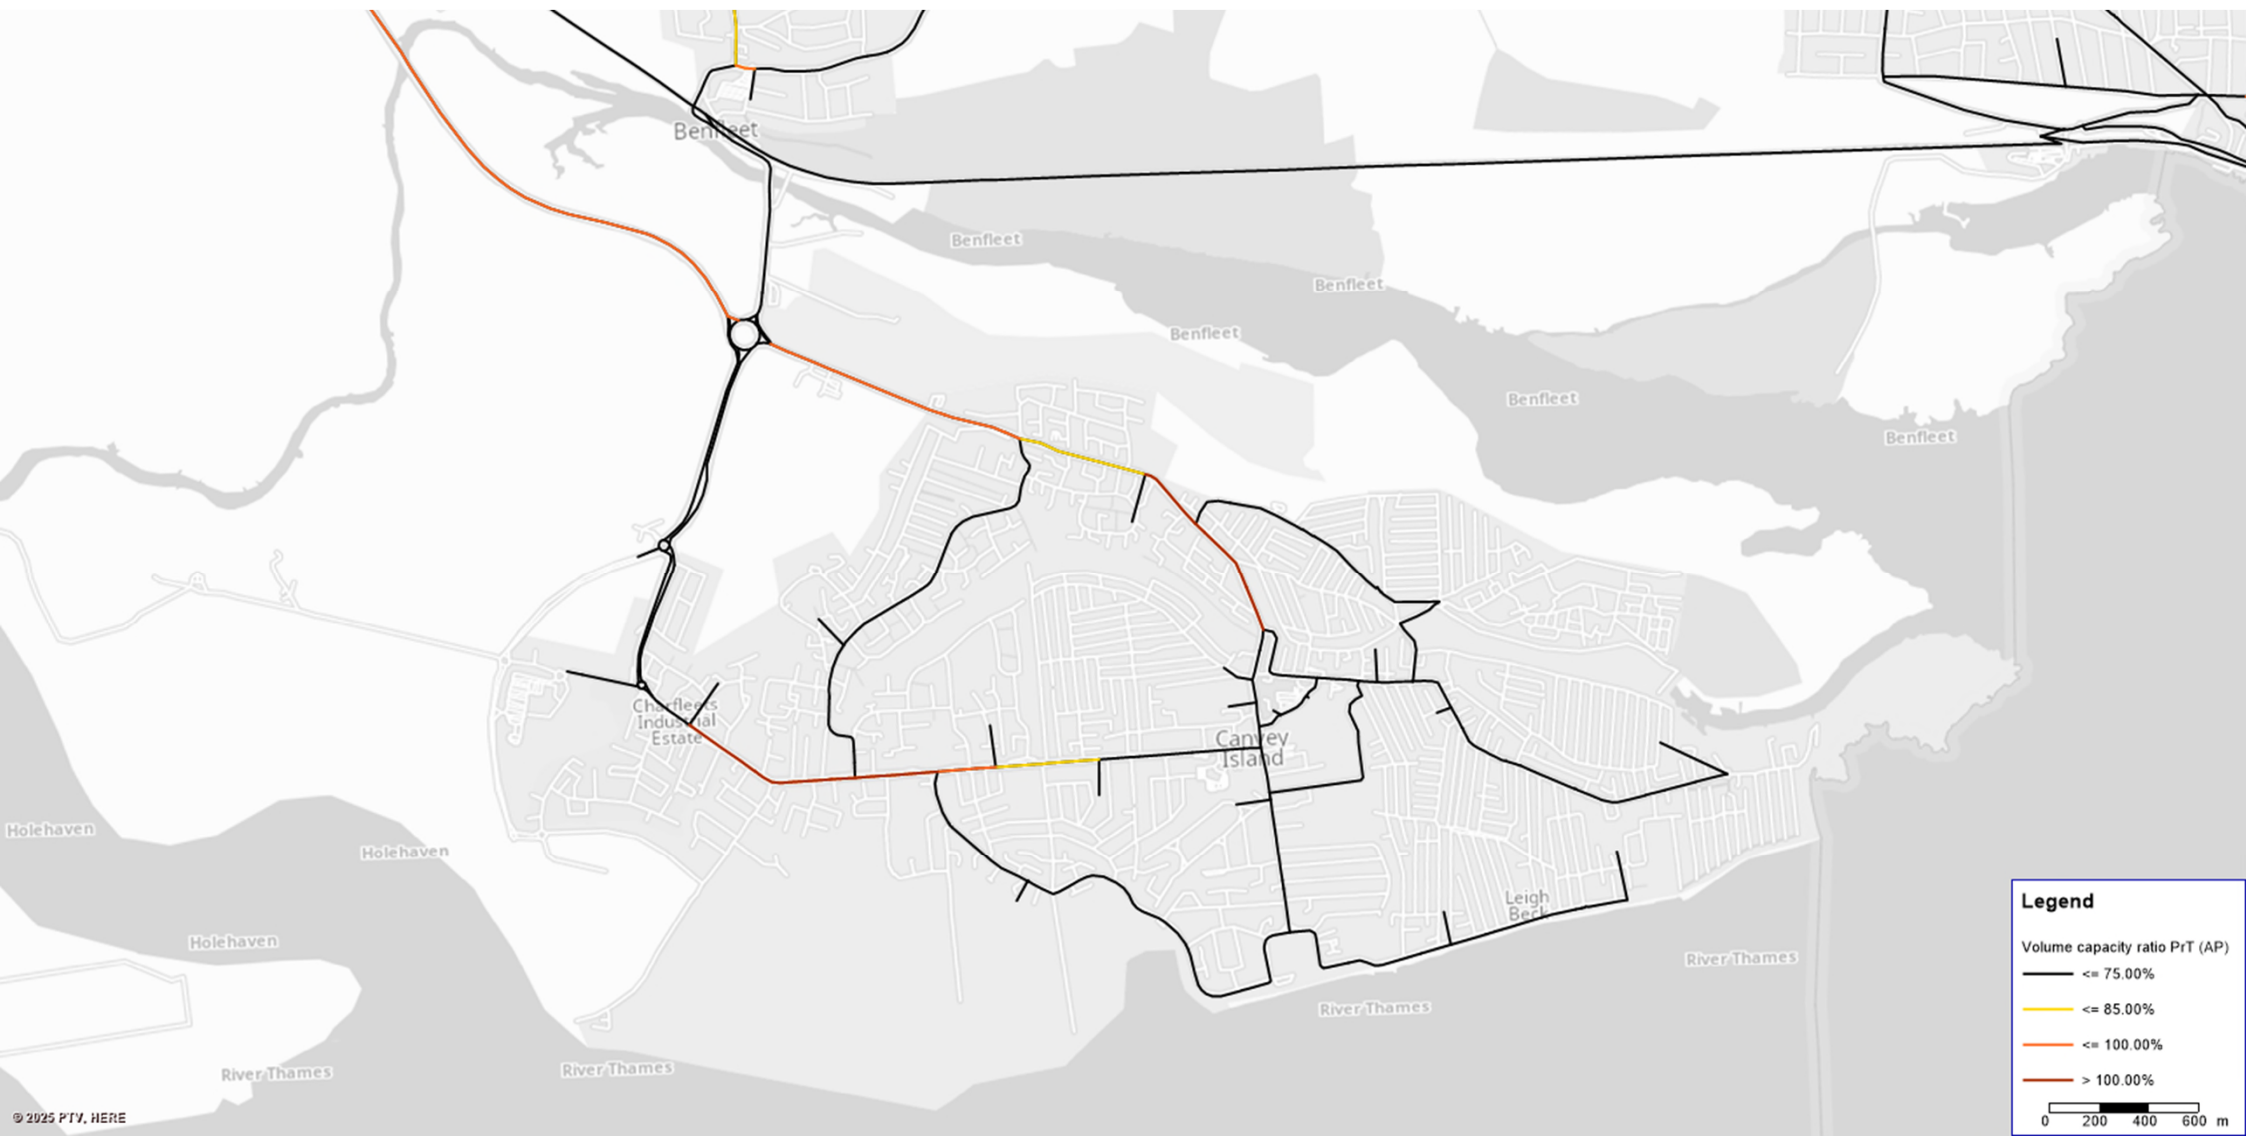 Benfleet
Benfleet
Benfleet
Benfleet
Benfleet
Benfleet
Charfleets
Industrial
Estate
Canvey
Island
Holehaven
Holehaven
Leigh
Beck
Holehaven
River Thames
River Thames
River Thames
River Thames
Legend
Volume capacity ratio PrT (AP)
<= 75.00%
<= 85.00%
<= 100.00%
> 100.00%
0 200 400 600 m
© 2025 PTV, HERE